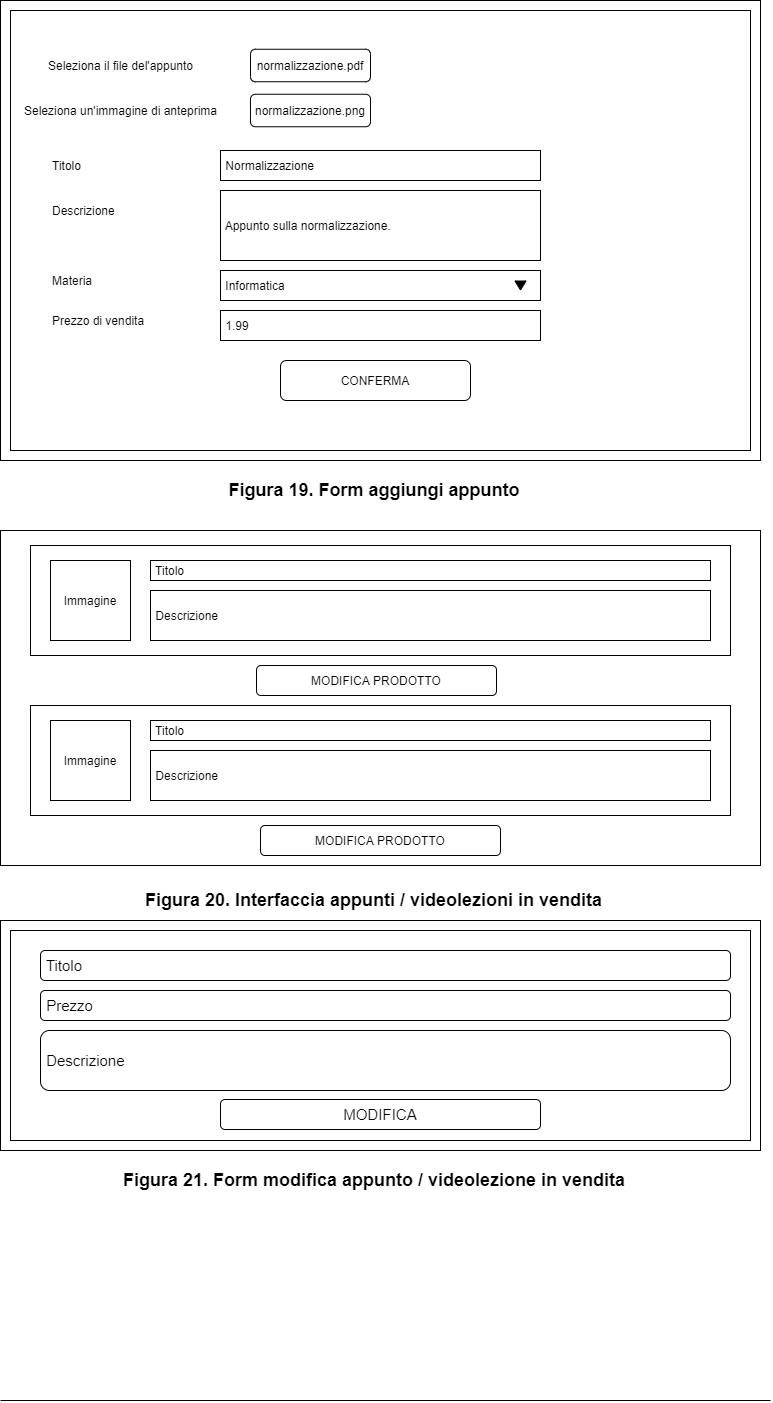 Seleziona il file del'appunto
normalizzazione.pdf
Seleziona un'immagine di anteprima
normalizzazione.png
Titolo
Normalizzazione
Descrizione
Appunto sulla normalizzazione.
Materia
Informatica
Prezzo di vendita
1.99
CONFERMA
Figura 19. Form aggiungi appunto
Immagine
Titolo
Descrizione
MODIFICA PRODOTTO
Immagine
Titolo
Descrizione
MODIFICA PRODOTTO
Figura 20. Interfaccia appunti / videolezioni in vendita
Titolo
Prezzo
Descrizione
MODIFICA
Figura 21. Form modifica appunto / videolezione in vendita